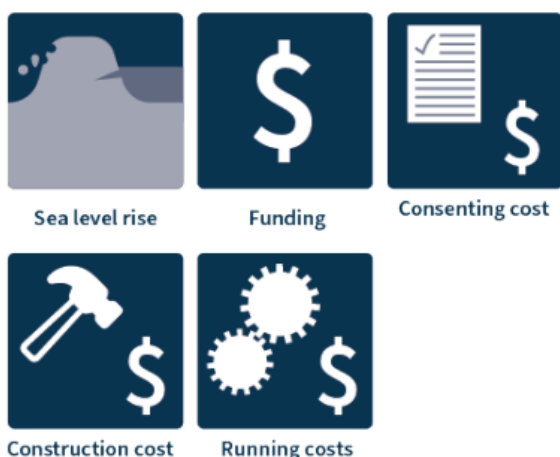 $
$
Sea level rise
Funding
Consenting cost
$
$
Construction cost
Running costs